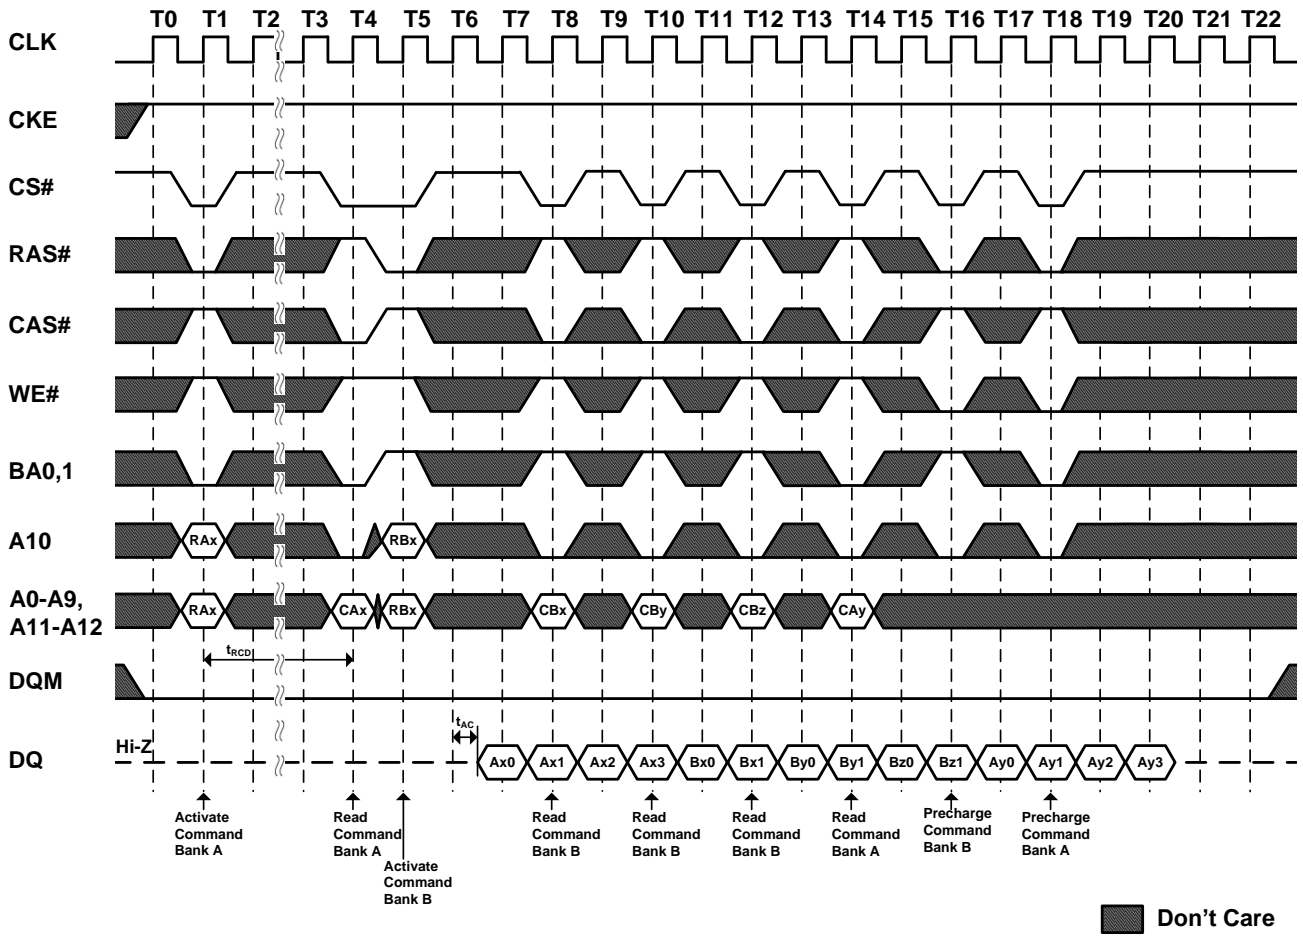 T0 T1 T2 T3 T4 T5 T6 T7 T8 T9 T10 T11 T12 T13 T14 T15 T16 T17 T18 T19 T20 T21 T22
CLK
CKE
CS#
RAS#
CAS#
WE#
BA0,1
A10
RAx RBx
A0-A9,
A11-A12
RAx CAx RBx CBx CBy CBz CAy
tRCD
DQM
tAC
Hi-Z
DQ
Ax0 Ax1 Ax2 Ax3 Bx0 Bx1 By0 By1 Bz0 Bz1 Ay0 Ay1 Ay2 Ay3
Activate
Command
Bank A
Read
Command
Bank A
Activate
Command
Bank B
Read
Command
Bank B
Read
Command
Bank B
Read
Command
Bank B
Read
Command
Bank A
Precharge
Command
Bank B
Precharge
Command
Bank A
Don't Care